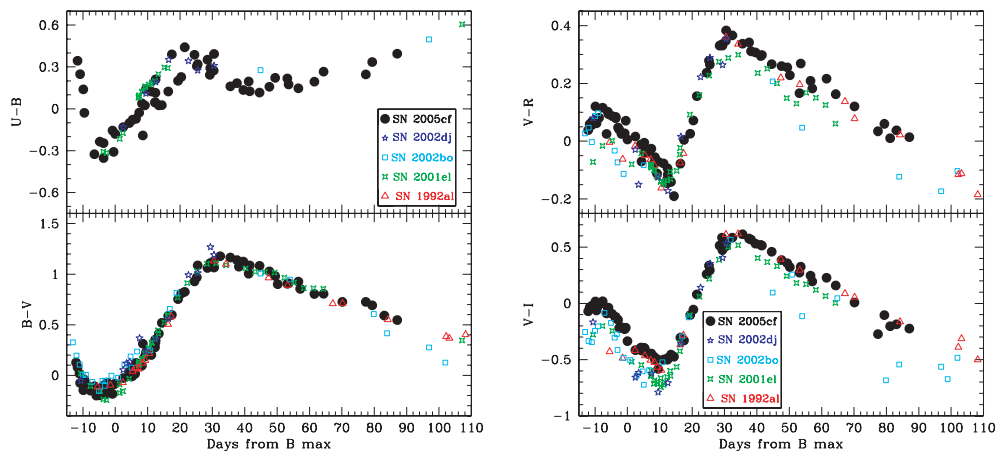 0.6
0.3
0
-0.3
-0.6
U-B
SN 2005cf
SN 2002dj
SN 2002bo
SN 2001el
SN 1992al
1.5
1
0.5
0
B-V
-10 0 10 20 30 40 50 60 70 80 90 100 110
Days from B max
0.4
0.2
0
-0.2
V-R
0.5
0
-0.5
-1
V-I
SN 2005cf
SN 2002dj
SN 2002bo
SN 2001el
SN 1992al
-10 0 10 20 30 40 50 60 70 80 90 100 110
Days from B max